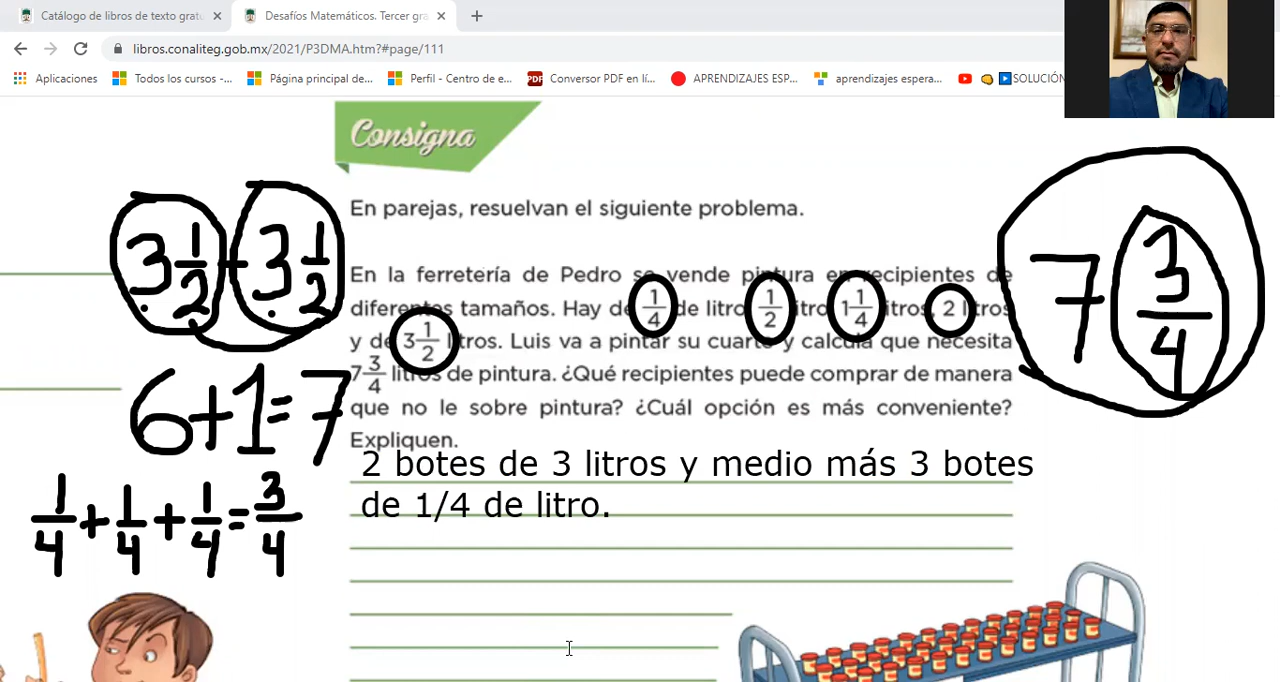 Catálogo de libros de texto grat
Desafíos Matemáticos. Tercer gra
libros.conaliteg.gob.mx/2021/P3DMA.htm?#page/111
Aplicaciones
Todos los cursos -...
Página principal de...
Perfil - Centro de e...
PDF Conversor PDF en lí...
APRENDIZAJES ESP...
aprendizajes espera...
SOLUCIÓN
Consigna
En parejas, resuelvan el siguiente problema.
En la ferretería de Pedro se vende pintura en recipientes de
diferentes tamaños. Hay de 1/4 de litro 1/2 litro 1 1/4 litros, 2 litros
y de 3 1/2 litros. Luis va a pintar su cuarto y calcula que necesita
7 3/4 litros de pintura. ¿Qué recipientes puede comprar de manera
que no le sobre pintura? ¿Cuál opción es más conveniente?
Expliquen.
2 botes de 3 litros y medio más 3 botes
de 1/4 de litro.
3 1/2 + 3 1/2
6+1=7
1/4 + 1/4 + 1/4 = 3/4
7 3/4